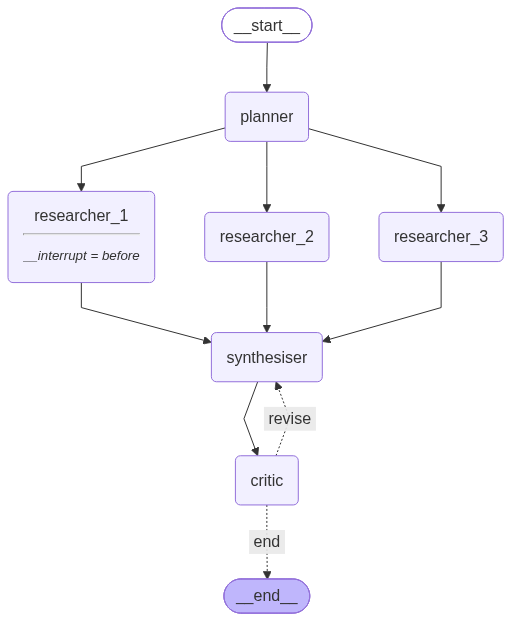 __start__
planner
researcher_1
__interrupt = before
researcher_2
researcher_3
synthesiser
revise
critic
end
__end__